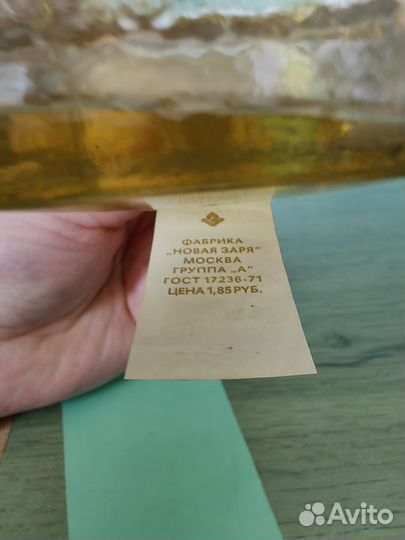 ФАБРИКА
„НОВАЯ ЗАРЯ"
МОСКВА
ГРУППА „А"
ГОСТ 17236-71
ЦЕНА 1,85 РУБ.
Avito